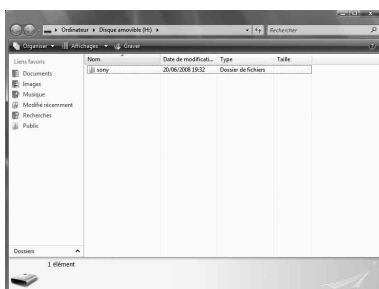 Ordinateur Disque amovible (H:) Rechercher
Organiser Affichages Graver
Liens favoris
Documents
Images
Musique
Modifié récemment
Recherches
Public
Dossiers
Nom Date de modificati... Type Taille
sony 20/06/2008 19:32 Dossier de fichiers
1 élément